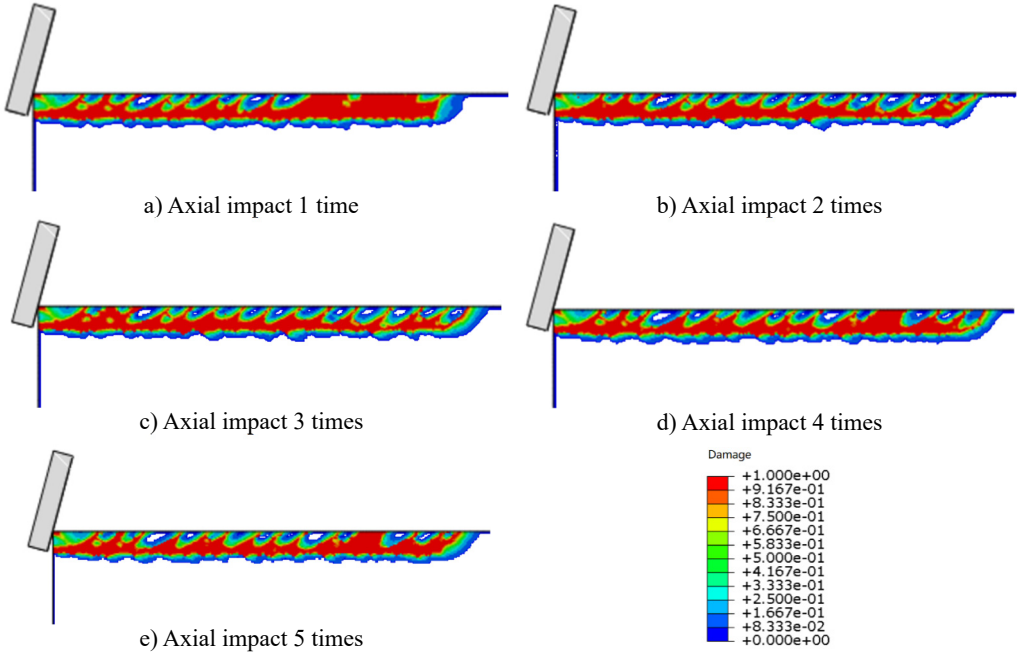 a) Axial impact 1 time
b) Axial impact 2 times
c) Axial impact 3 times
d) Axial impact 4 times
e) Axial impact 5 times
Damage
+1.000e+00
+9.167e-01
+8.333e-01
+7.500e-01
+6.667e-01
+5.833e-01
+5.000e-01
+4.167e-01
+3.333e-01
+2.500e-01
+1.667e-01
+8.333e-02
+0.000e+00